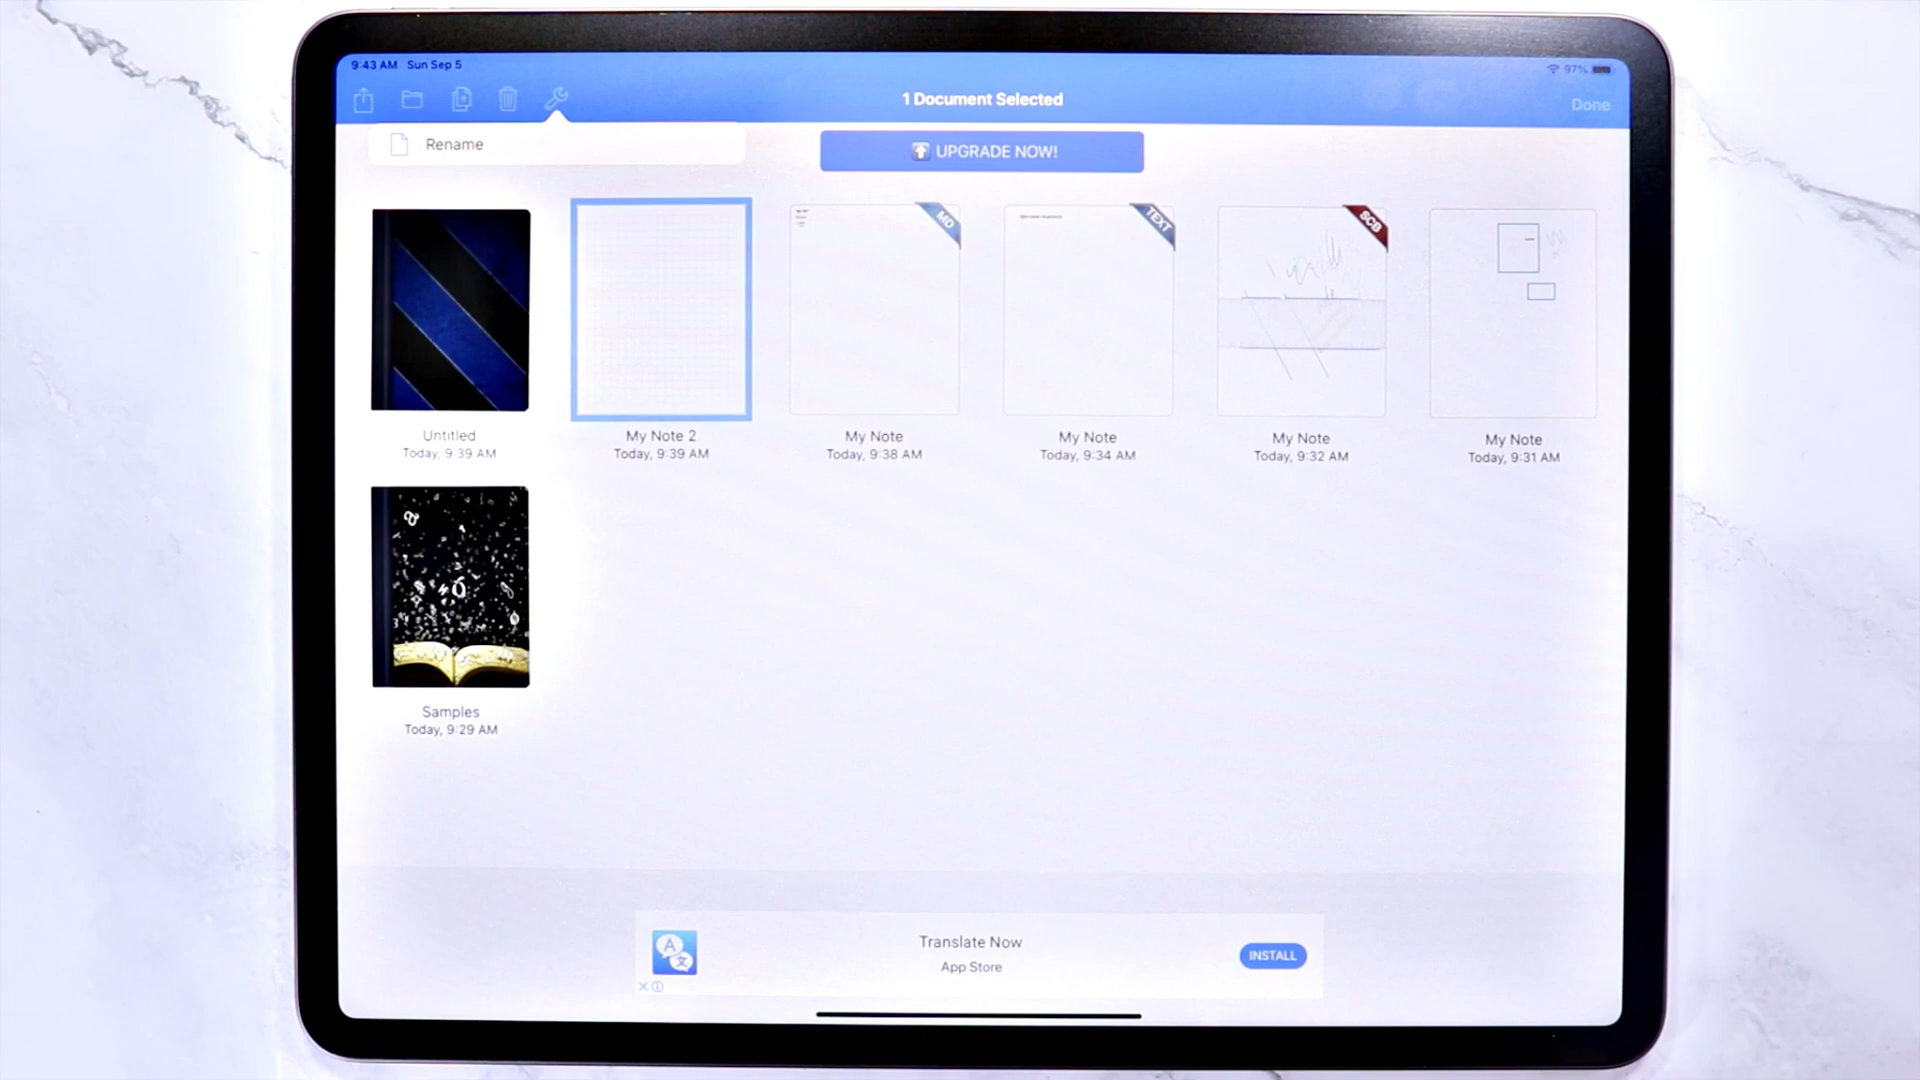 9:43 AM Sun Sep 5
97%
1 Document Selected
Done
Rename
UPGRADE NOW!
MD
TEXT
SCB
Untitled
Today, 9:39 AM
My Note 2
Today, 9:39 AM
My Note
Today, 9:38 AM
My Note
Today, 9:34 AM
My Note
Today, 9:32 AM
My Note
Today, 9:31 AM
Samples
Today, 9:29 AM
A
文
Translate Now
App Store
INSTALL